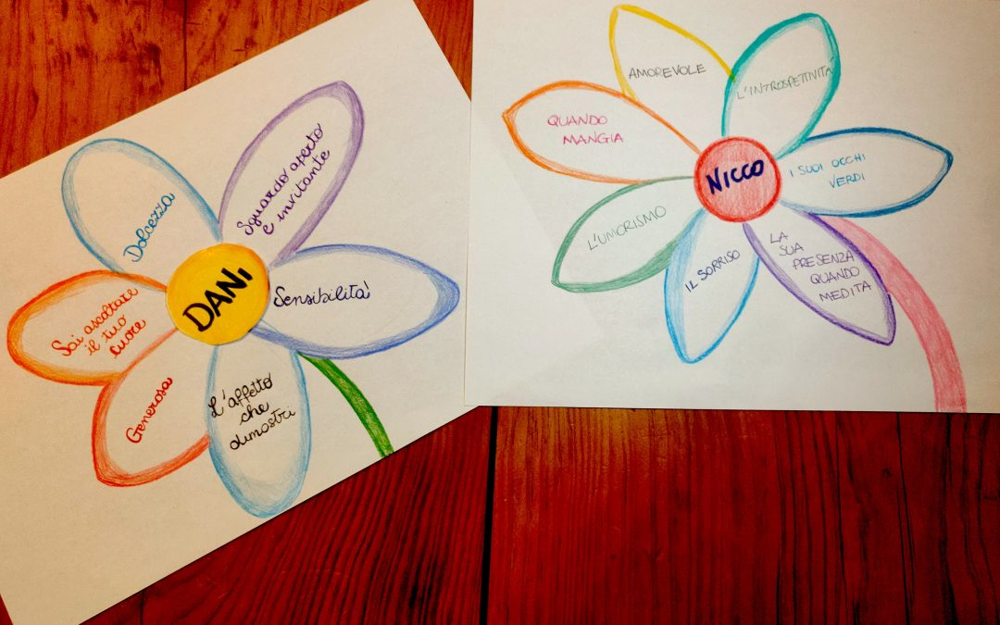 DANI
Dolcezza
Sguardo aperto
e invitante
Sensibilità
L'affetto
che
dimostri
Generosa
Sai ascoltare
il tuo
cuore
NICCO
AMOREVOLE
L'INTROSPETTIVITÀ
I SUOI OCCHI
VERDI
LA
SUA
PRESENZA
QUANDO
MEDITA
IL SORRISO
L'UMORISMO
QUANDO
MANGIA